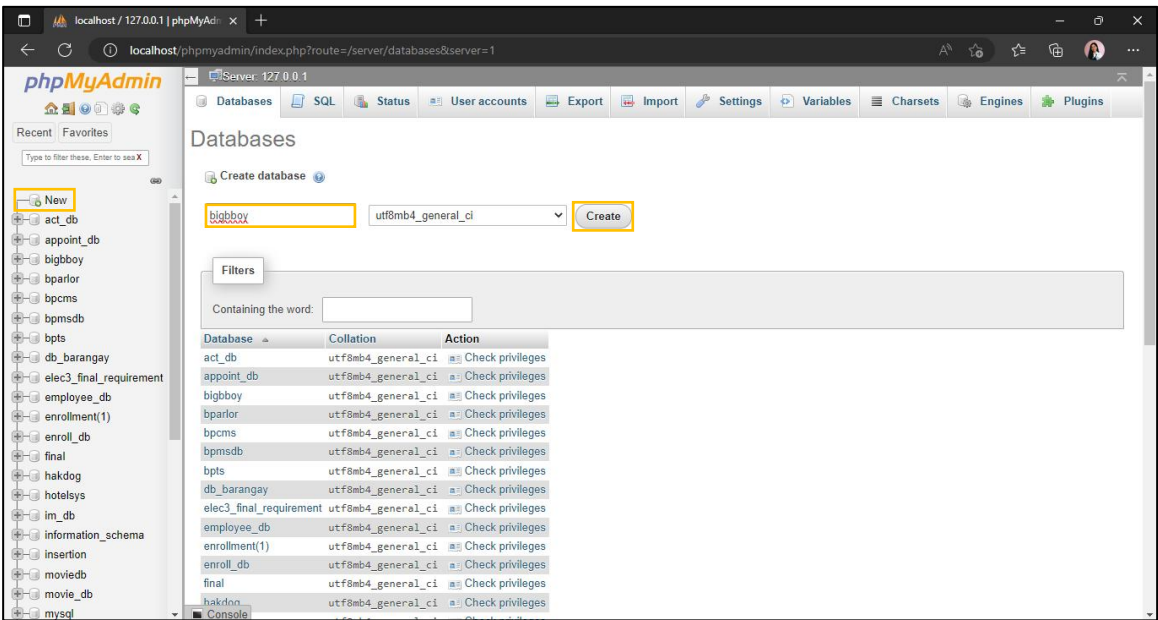 localhost / 127.0.0.1 | phpMyAdm
localhost/phpmyadmin/index.php?route=/server/databases&server=1
phpMyAdmin
Recent Favorites
Type to filter these, Enter to sea X
New
act_db
appoint_db
bigbboy
bparlor
bpcms
bpmsdb
bpts
db_barangay
elec3_final_requirement
employee_db
enrollment(1)
enroll_db
final
hakdog
hotelsys
im_db
information_schema
insertion
moviedb
movie_db
mysql
Server: 127.0.0.1
Databases SQL Status User accounts Export Import Settings Variables Charsets Engines Plugins
Databases
Create database
bigbboy utf8mb4_general_ci Create
Filters
Containing the word:
Database Collation Action
act_db utf8mb4_general_ci Check privileges
appoint_db utf8mb4_general_ci Check privileges
bigbboy utf8mb4_general_ci Check privileges
bparlor utf8mb4_general_ci Check privileges
bpcms utf8mb4_general_ci Check privileges
bpmsdb utf8mb4_general_ci Check privileges
bpts utf8mb4_general_ci Check privileges
db_barangay utf8mb4_general_ci Check privileges
elec3_final_requirement utf8mb4_general_ci Check privileges
employee_db utf8mb4_general_ci Check privileges
enrollment(1) utf8mb4_general_ci Check privileges
enroll_db utf8mb4_general_ci Check privileges
final utf8mb4_general_ci Check privileges
hakdog utf8mb4_general_ci Check privileges
Console